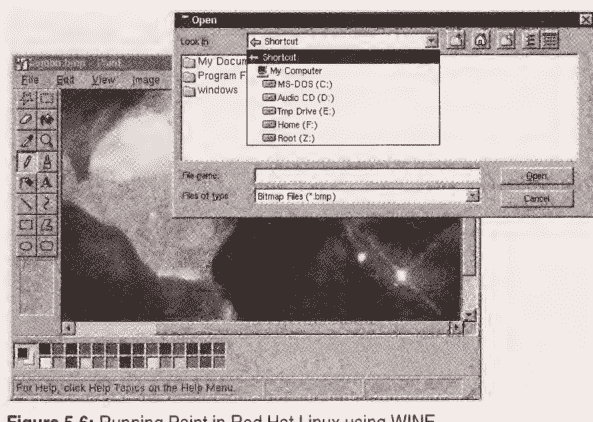 Open
Look in
Shortcut
Shortcut
My Computer
MS-DOS (C:)
Audio CD (D:)
Tmp Drive (E:)
Home (F:)
Root (Z:)
My Docum
Program F
windows
File name:
Open
Files of type
Bitmap Files (*.bmp)
Cancel
.bmp - Paint
File Edit View Image
For Help, click Help Topics on the Help Menu.
Figure 5-6: Running Paint in Red Hat Linux using WINE